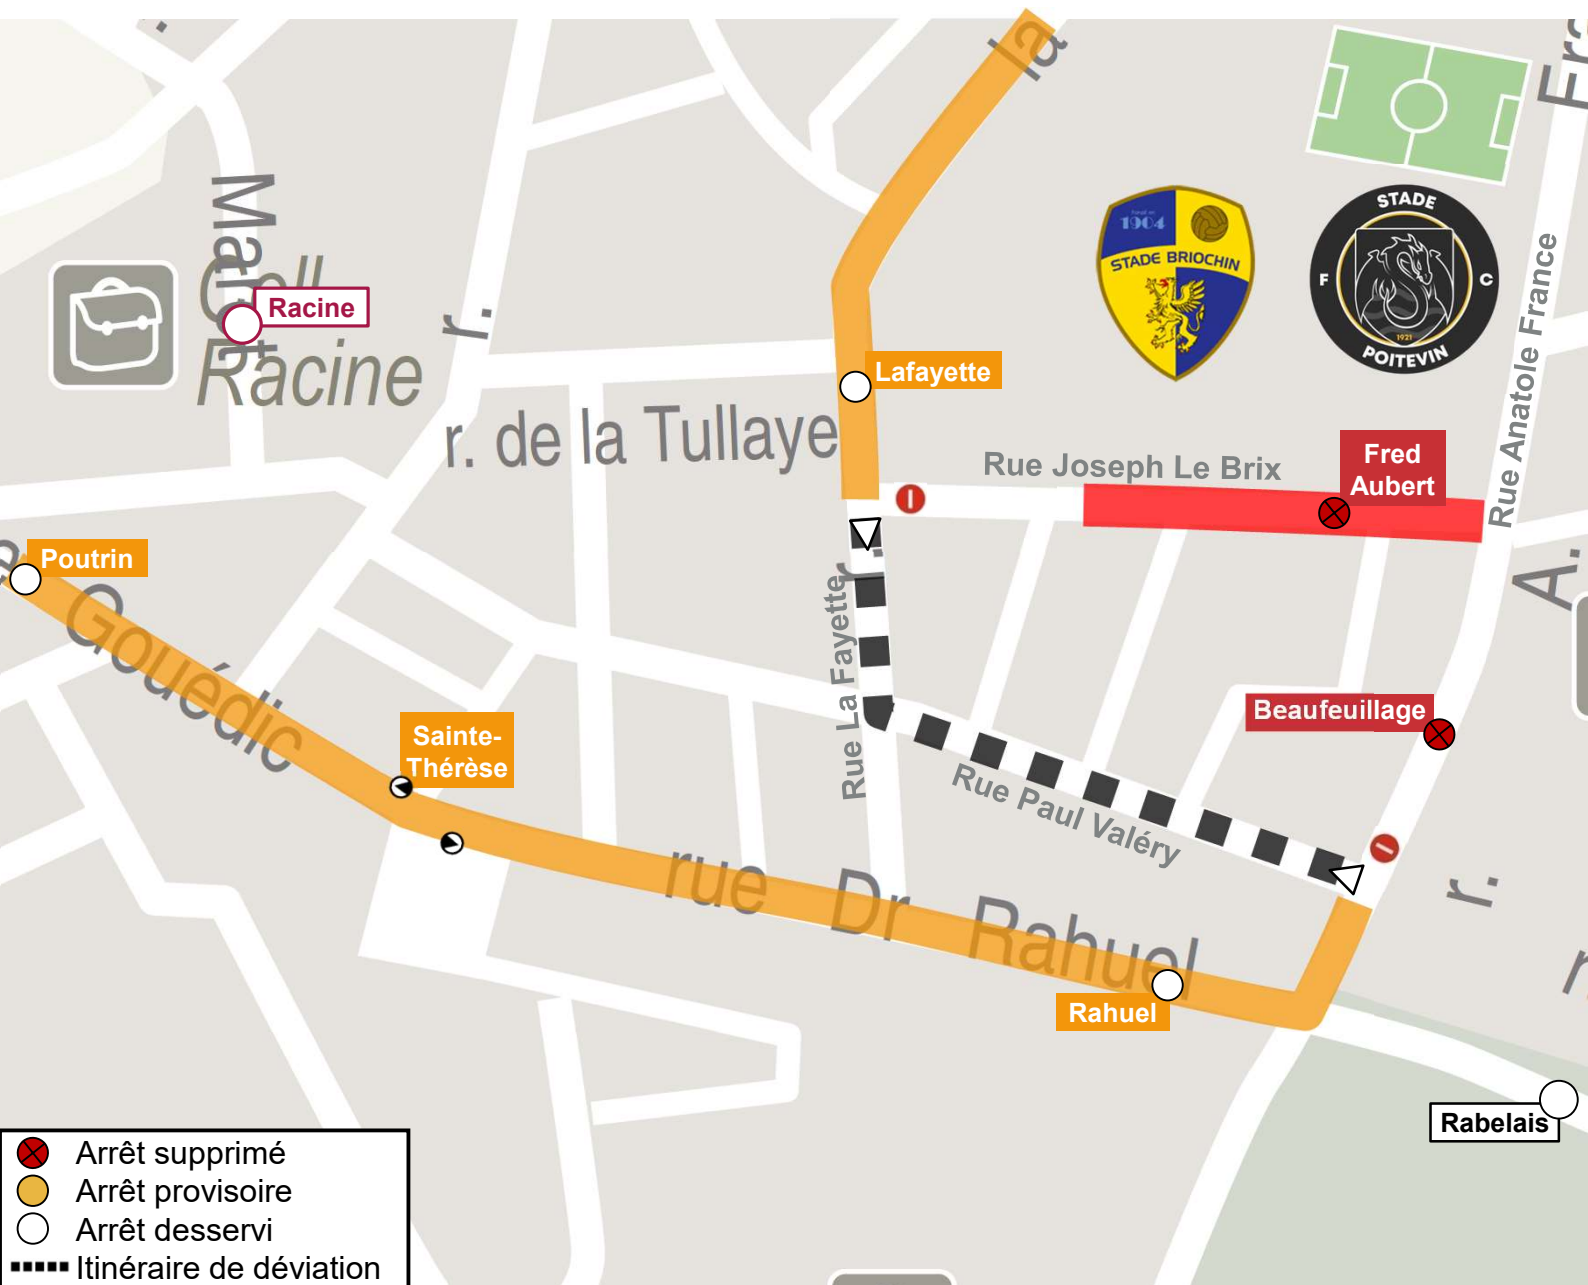 la
Fra
Marot
Coll
Racine
Racine
r.
1904
STADE BRIOCHIN
STADE
F C
1921
POITEVIN
Rue Anatole France
Lafayette
r. de la Tullaye
Rue Joseph Le Brix
Fred
Aubert
Poutrin
Gouédic
r.
Rue La Fayette
A.
Sainte-
Thérèse
Beaufeuillage
Rue Paul Valéry
rue Dr Rahuel
r.
Rahuel
Rabelais
Arrêt supprimé
Arrêt provisoire
Arrêt desservi
Itinéraire de déviation